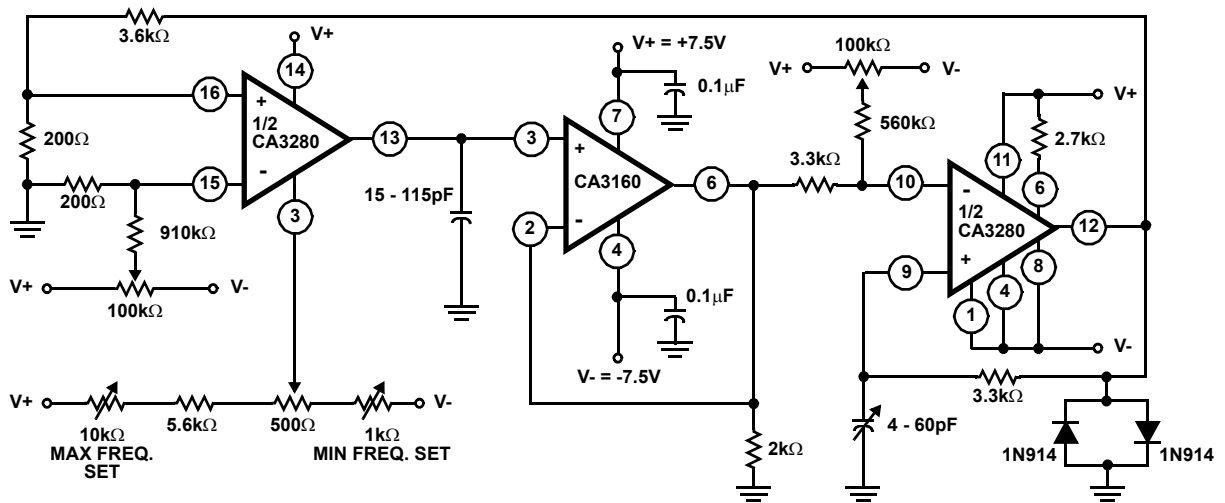 3.6kΩ
V+
14
16
+
1/2
CA3280
13
200Ω
-
15
200Ω
3
910kΩ
V+
V-
100kΩ
15 - 115pF
V+
10kΩ
MAX FREQ.
SET
5.6kΩ
500Ω
1kΩ
MIN FREQ. SET
V-
V+ = +7.5V
0.1μF
7
3
+
CA3160
6
2
-
4
0.1μF
V- = -7.5V
2kΩ
100kΩ
V+
V-
560kΩ
3.3kΩ
10
V+
2.7kΩ
11
6
-
1/2
CA3280
12
+
9
8
4
1
V-
3.3kΩ
4 - 60pF
1N914
1N914